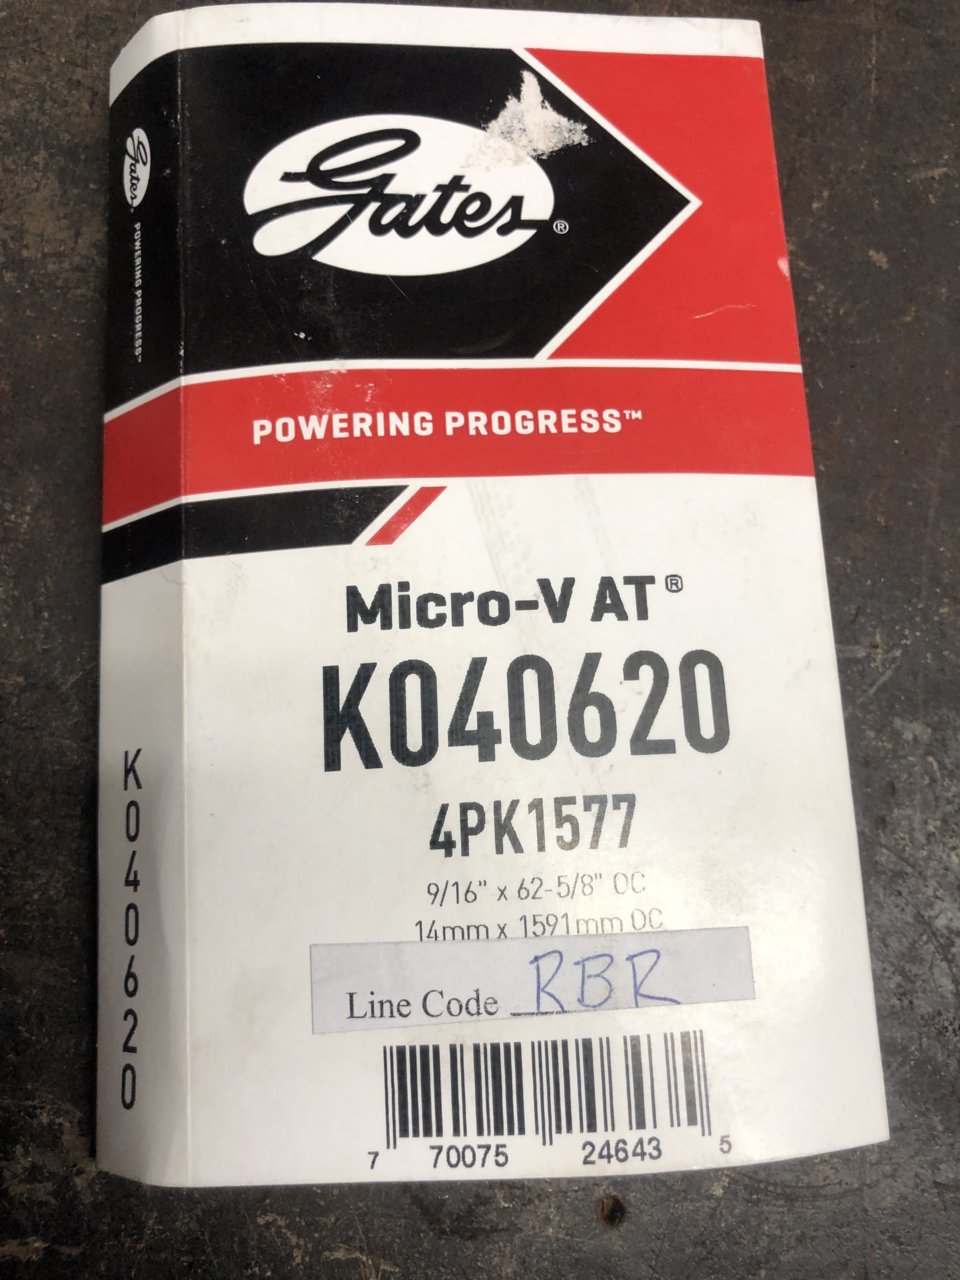 Gates®
POWERING PROGRESS™
Micro-V AT®
K040620
4PK1577
9/16" x 62-5/8" OC
14mm x 1591mm OC
Line Code RBR
7 70075 24643 5
Gates®
POWERING PROGRESS™
K040620